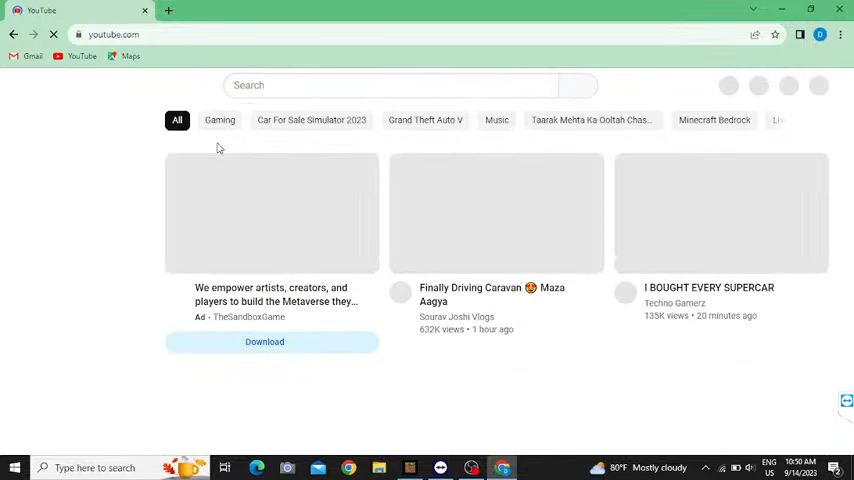 YouTube
youtube.com
Gmail YouTube Maps
Search
All Gaming Car For Sale Simulator 2023 Grand Theft Auto V Music Taarak Mehta Ka Ooltah Chas... Minecraft Bedrock Li
We empower artists, creators, and
players to build the Metaverse they...
Ad • TheSandboxGame
Download
Finally Driving Caravan 🤩 Maza
Aagya
Sourav Joshi Vlogs
632K views • 1 hour ago
I BOUGHT EVERY SUPERCAR
Techno Gamerz
135K views • 20 minutes ago
Type here to search
80°F Mostly cloudy
ENG
US
10:50 AM
9/14/2023
2
D